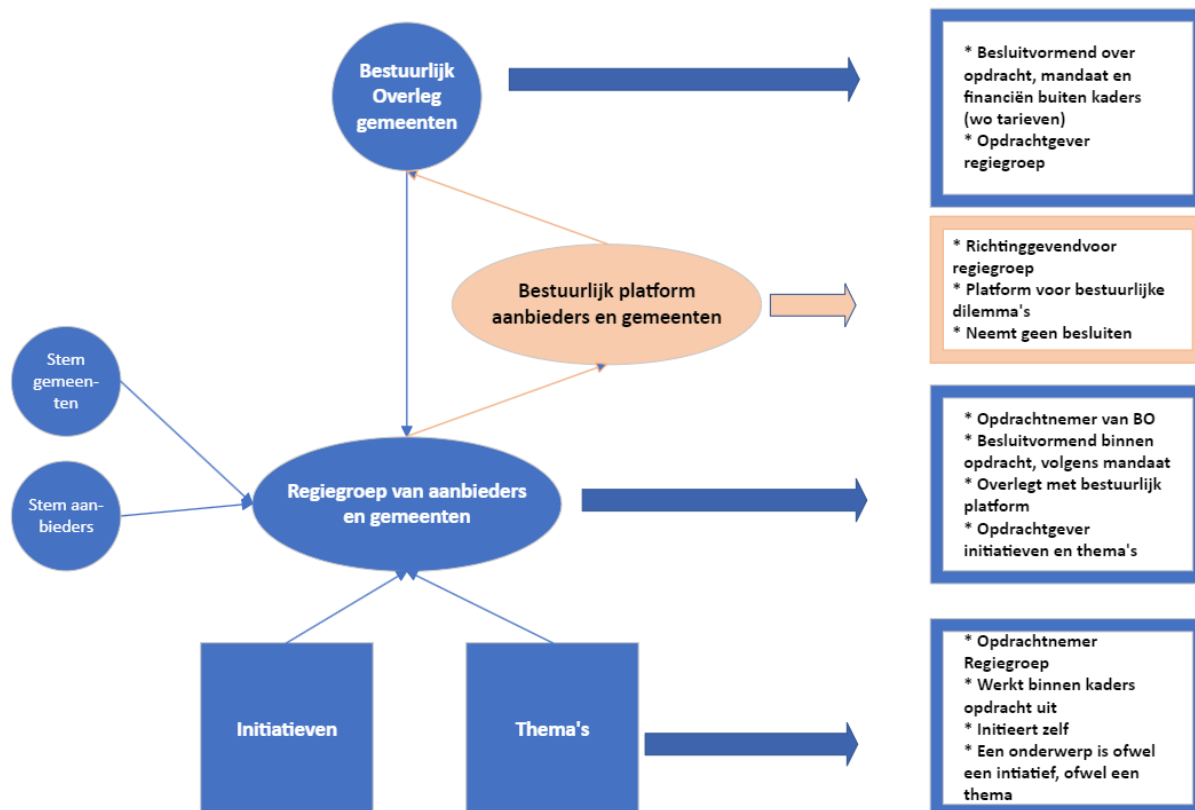 Bestuurlijk
Overleg
gemeenten
* Besluitvormend over
opdracht, mandaat en
financiën buiten kaders
(wo tarieven)
* Opdrachtgever
regiegroep
Bestuurlijk platform
aanbieders en gemeenten
* Richtinggevendvoor
regiegroep
* Platform voor bestuurlijke
dilemma's
* Neemt geen besluiten
Stem
gemeen-
ten
Stem aan-
bieders
Regiegroep van aanbieders
en gemeenten
* Opdrachtnemer van BO
* Besluitvormend binnen
opdracht, volgens mandaat
* Overlegt met bestuurlijk
platform
* Opdrachtgever
initiatieven en thema's
Initiatieven
Thema's
* Opdrachtnemer
Regiegroep
* Werkt binnen kaders
opdracht uit
* Initieert zelf
* Een onderwerp is ofwel
een intiatief, ofwel een
thema